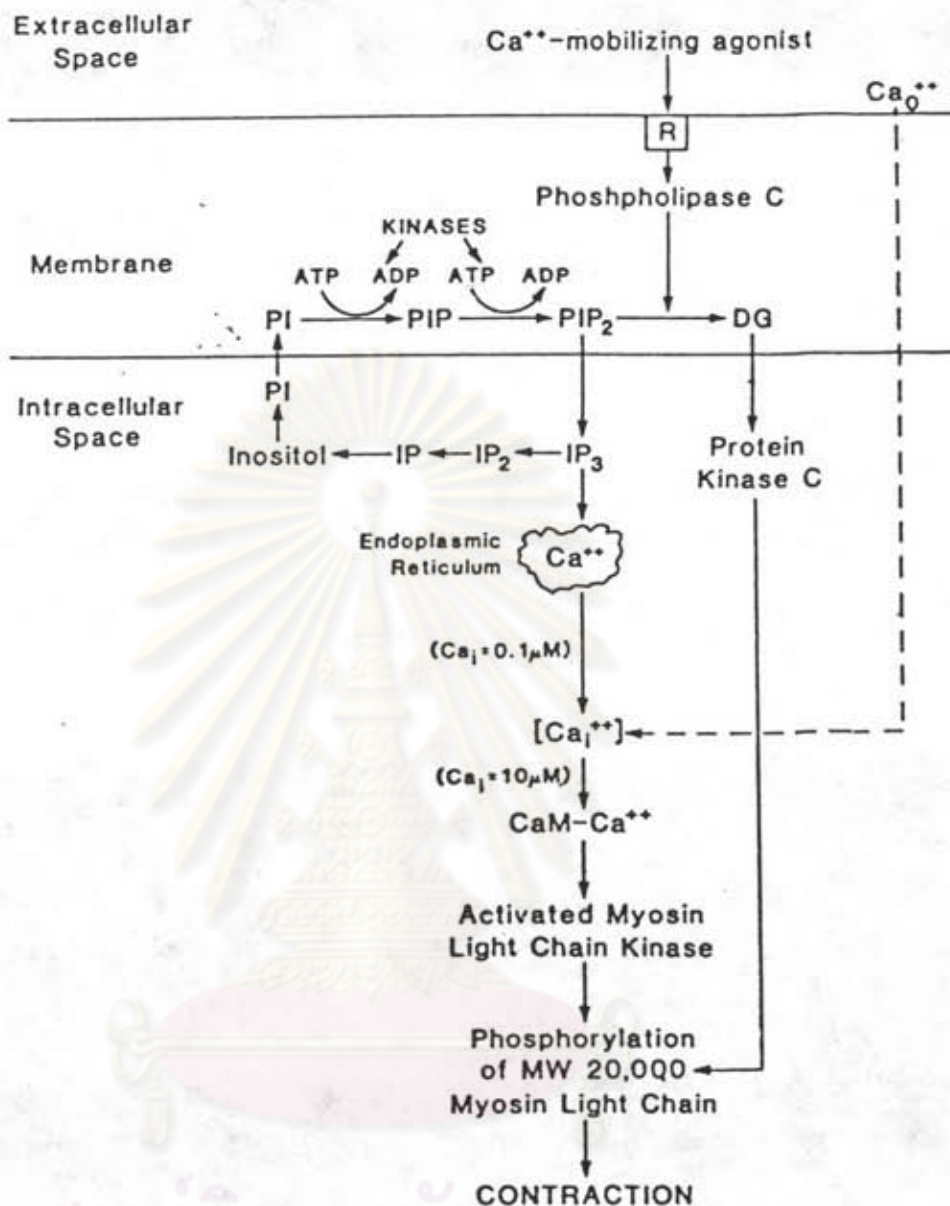 Extracellular
Space
Ca⁺⁺-mobilizing agonist
Caₒ⁺⁺
R
Phoshpholipase C
KINASES
Membrane
ATP ADP ATP ADP
PI PIP PIP₂ DG
PI
Intracellular
Space
Inositol IP IP₂ IP₃
Protein
Kinase C
Endoplasmic
Reticulum
Ca⁺⁺
(Caᵢ=0.1μM)
[Caᵢ⁺⁺]
(Caᵢ=10μM)
CaM-Ca⁺⁺
Activated Myosin
Light Chain Kinase
Phosphorylation
of MW 20,000
Myosin Light Chain
CONTRACTION